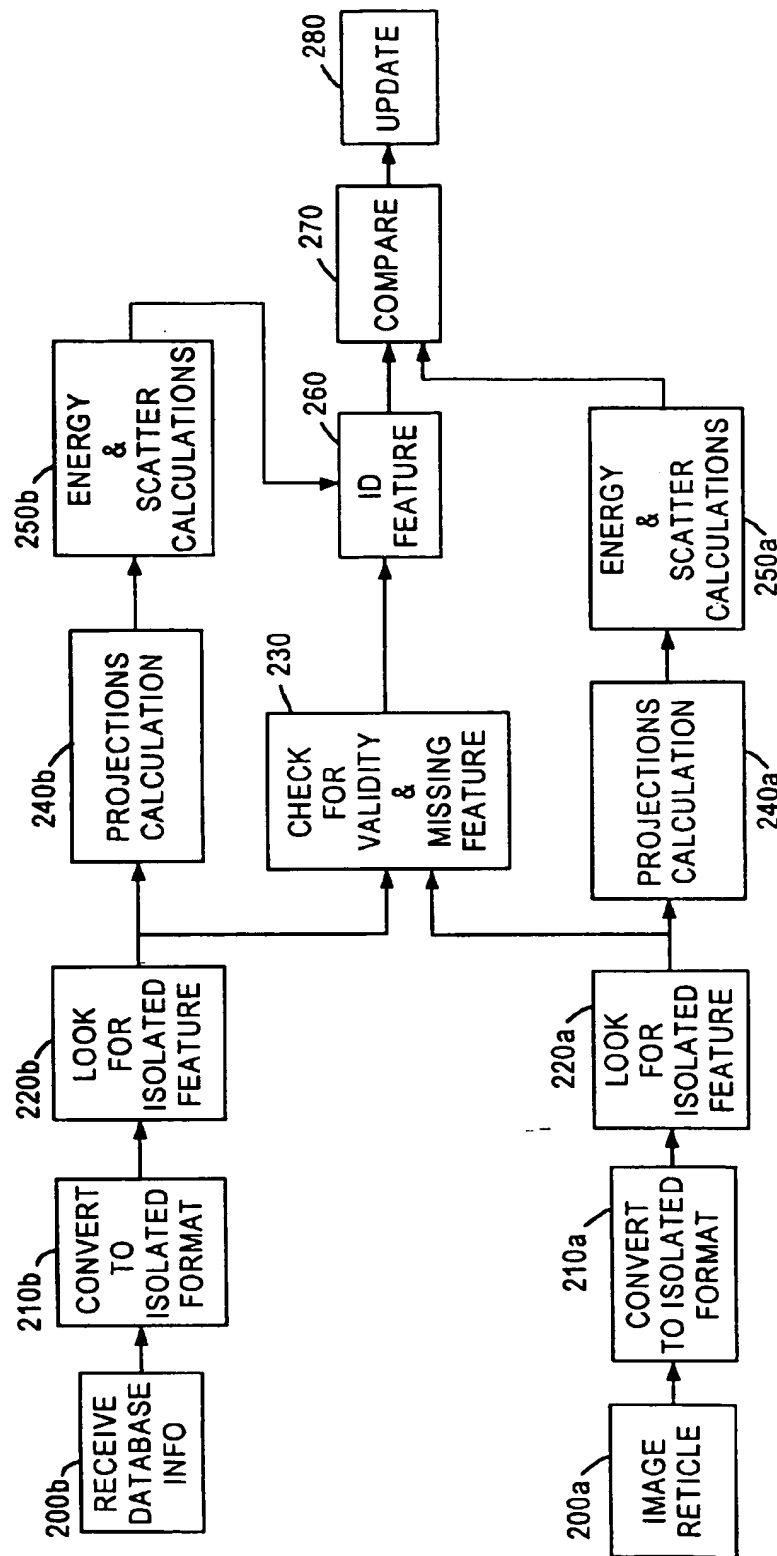 200b
RECEIVE
DATABASE
INFO
210b
CONVERT
TO
ISOLATED
FORMAT
220b
LOOK
FOR
ISOLATED
FEATURE
240b
PROJECTIONS
CALCULATION
250b
ENERGY
&
SCATTER
CALCULATIONS
230
CHECK
FOR
VALIDITY
&
MISSING
FEATURE
260
ID
FEATURE
270
COMPARE
280
UPDATE
200a
IMAGE
RETICLE
210a
CONVERT
TO ISOLATED
FORMAT
220a
LOOK
FOR
ISOLATED
FEATURE
PROJECTIONS
CALCULATION
240a
ENERGY
&
SCATTER
CALCULATIONS
250a